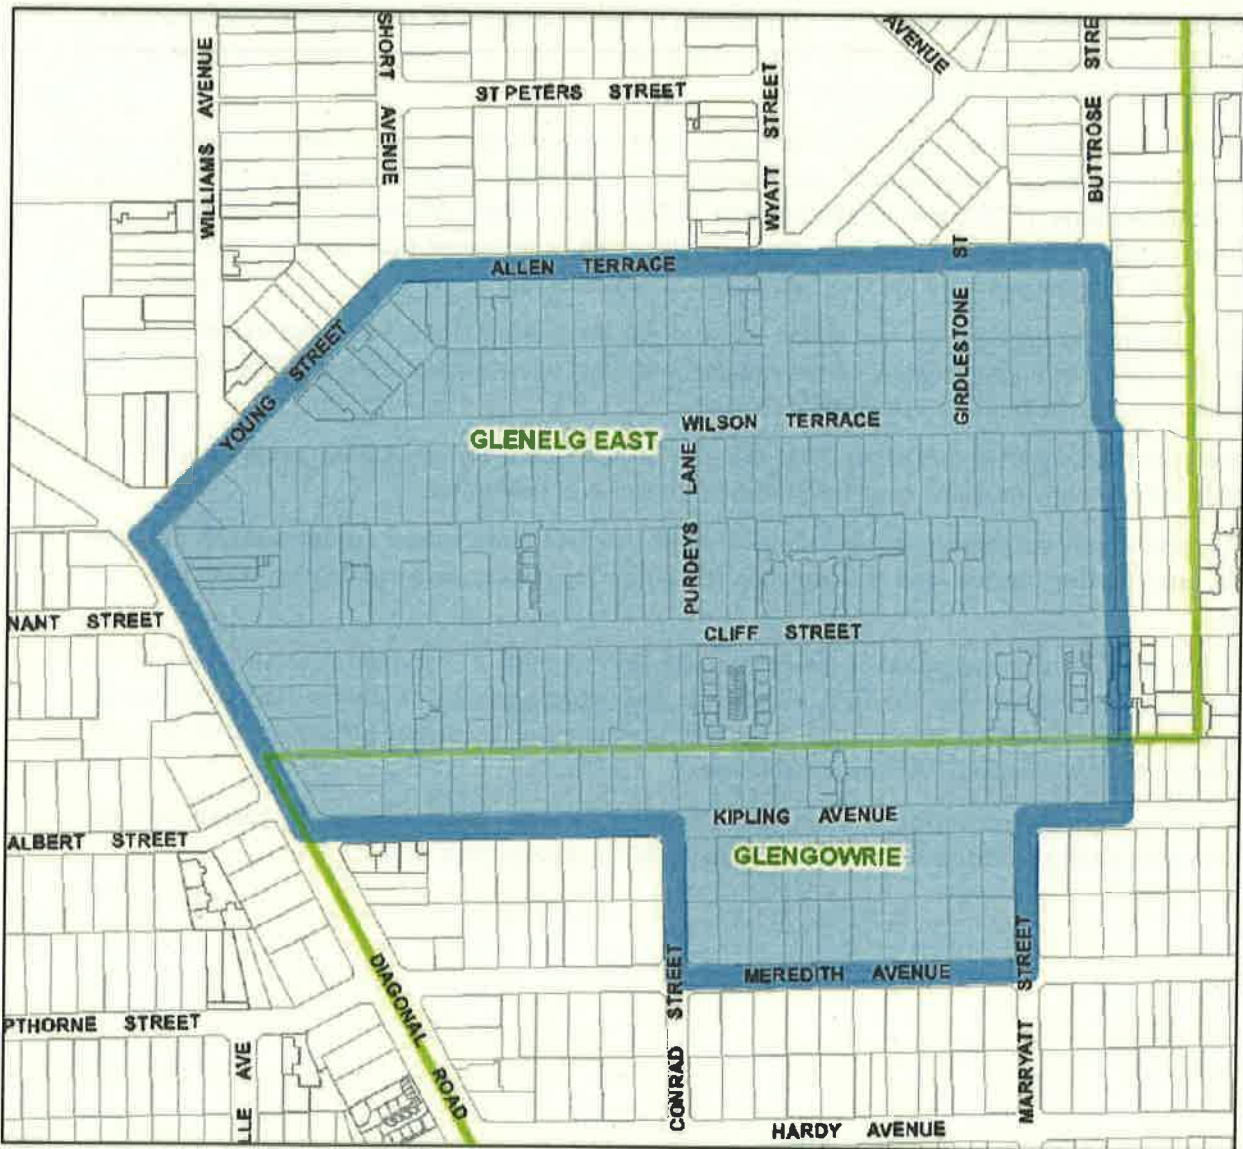 WILLIAMS AVENUE
SHORT AVENUE
ST PETERS STREET
WYATT STREET
AVENUE
BUTTROSE STRE
ALLEN TERRACE
GIRDLESTONE ST
YOUNG STREET
GLENELG EAST
WILSON TERRACE
PURDEYS LANE
NANT STREET
CLIFF STREET
ALBERT STREET
KIPLING AVENUE
GLENGOWRIE
DIAGONAL ROAD
CONRAD STREET
MEREDITH AVENUE
MARRYATT STREET
PTHORNE STREET
LLE AVE
HARDY AVENUE